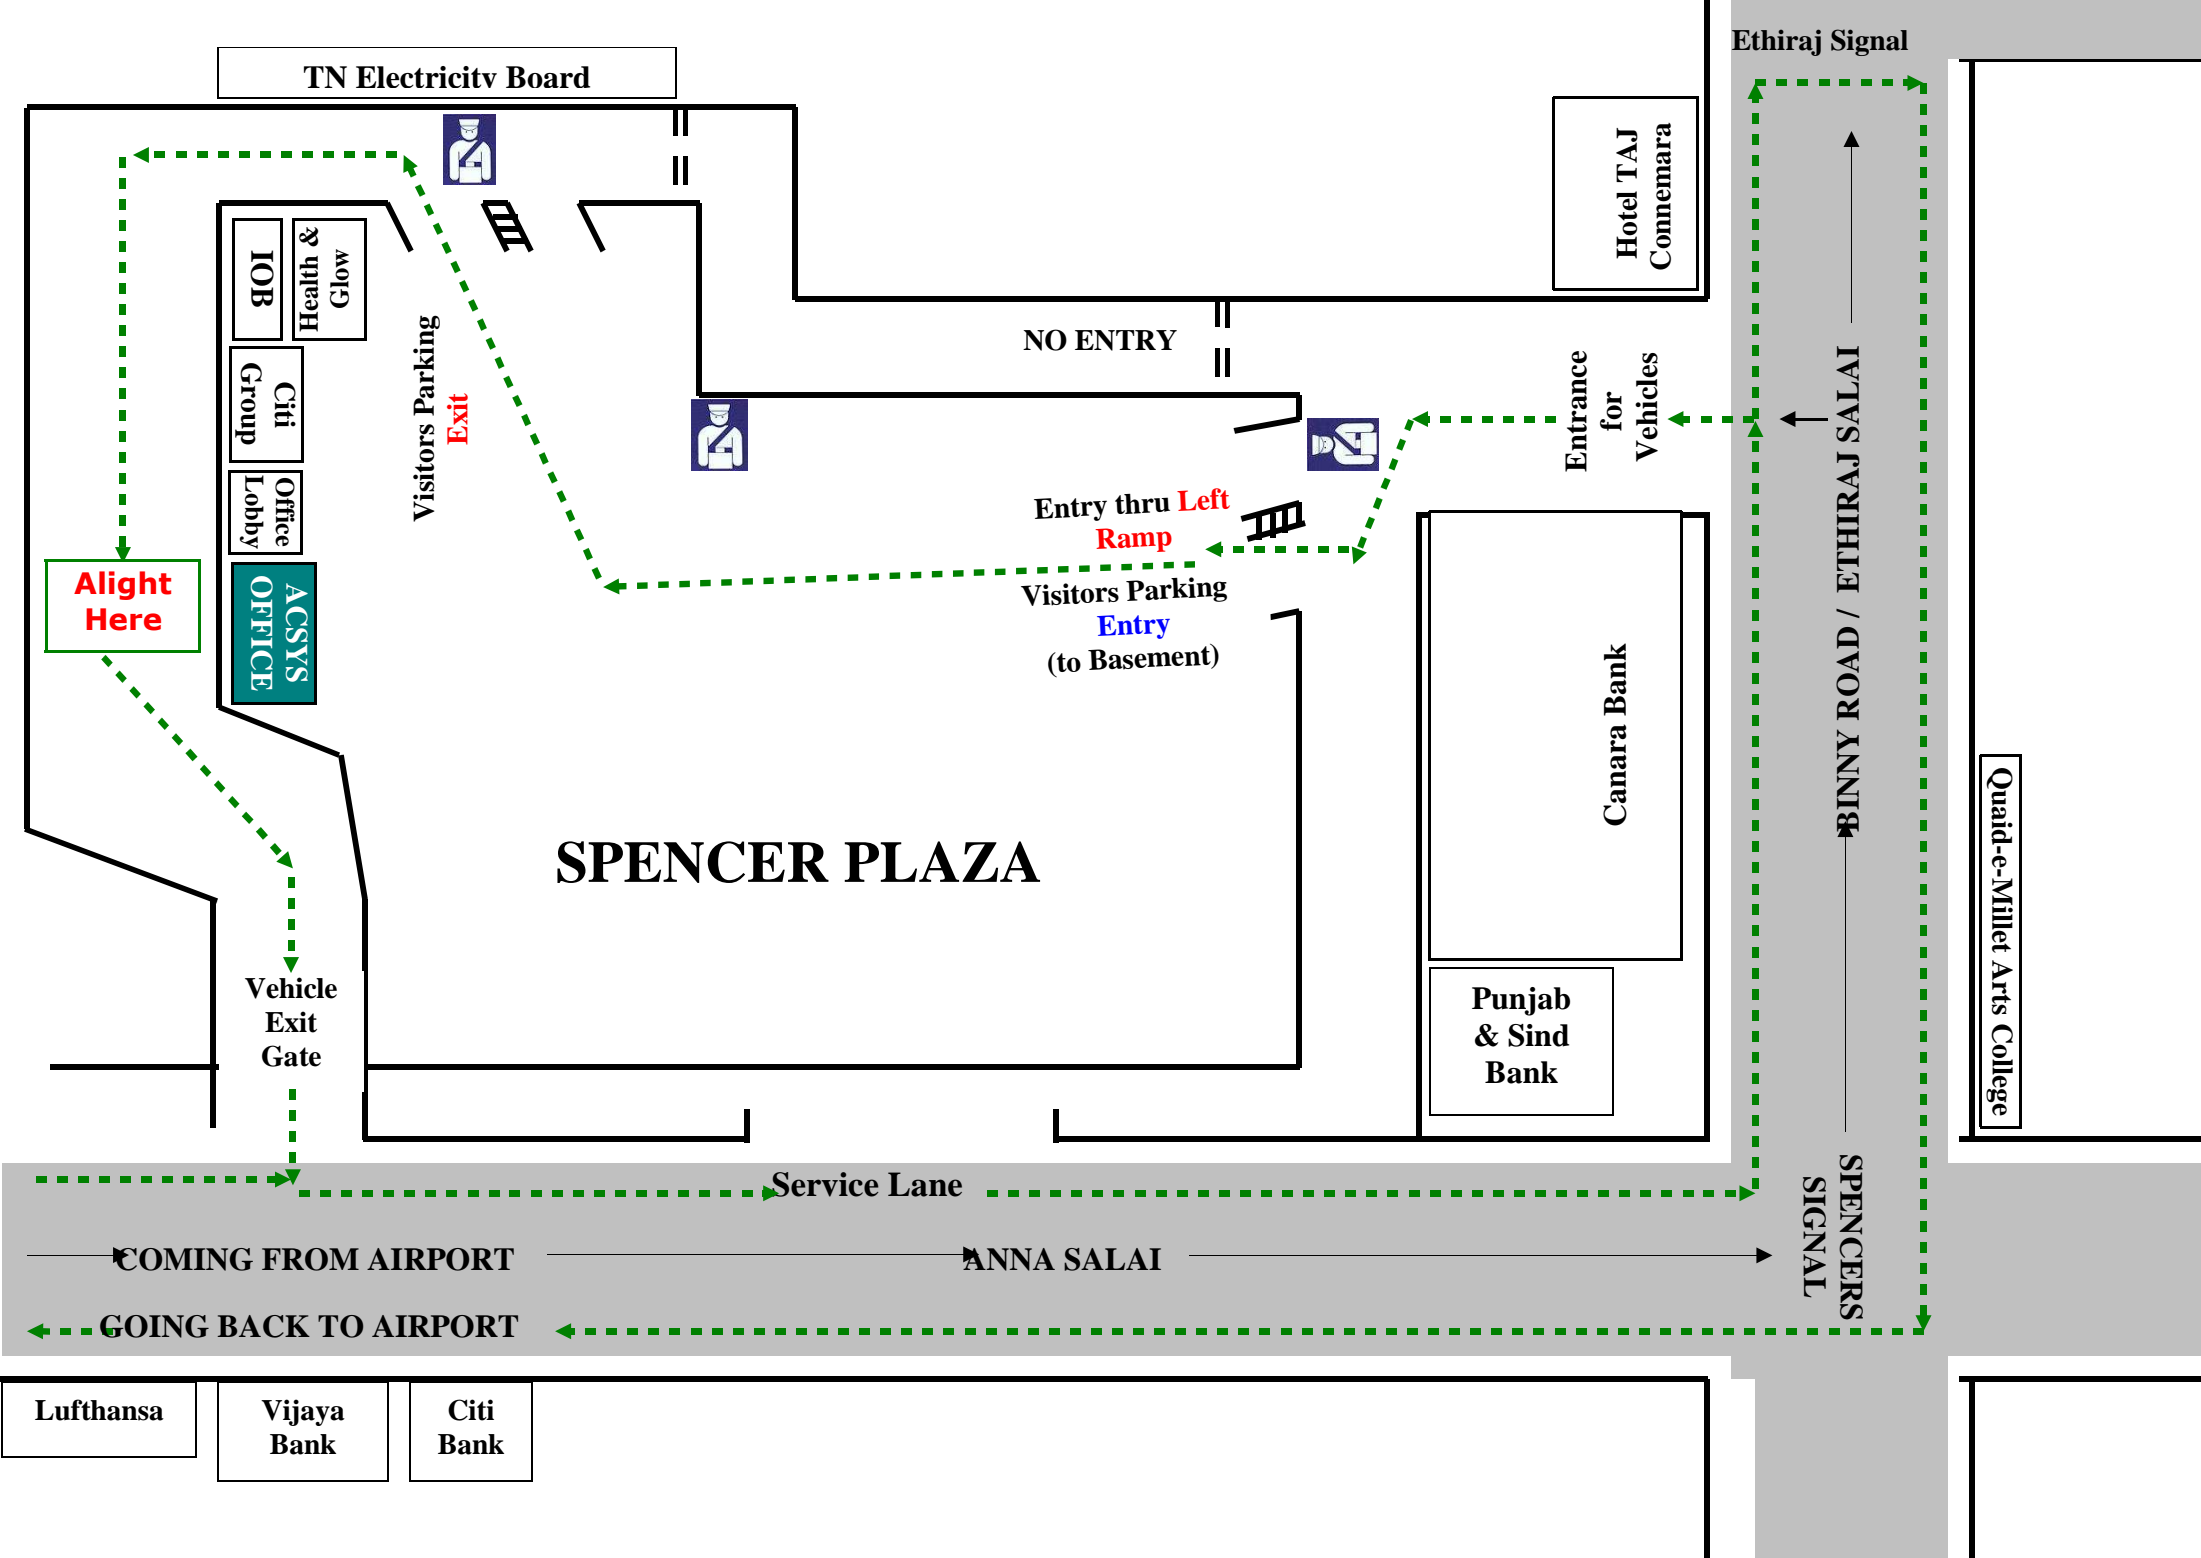 Ethiraj Signal
TN Electricity Board
Hotel TAJ
Connemara
IOB
Health &
Glow
Citi
Group
Office
Lobby
ACSYS
OFFICE
Alight
Here
Visitors Parking
Exit
NO ENTRY
Entrance
for
Vehicles
Entry thru Left
Ramp
Visitors Parking
Entry
(to Basement)
BINNY ROAD / ETHIRAJ SALAI
Canara Bank
Quaid-e-Millet Arts College
SPENCER PLAZA
Vehicle
Exit
Gate
Punjab
& Sind
Bank
Service Lane
SPENCERS
SIGNAL
COMING FROM AIRPORT
ANNA SALAI
GOING BACK TO AIRPORT
Lufthansa
Vijaya
Bank
Citi
Bank